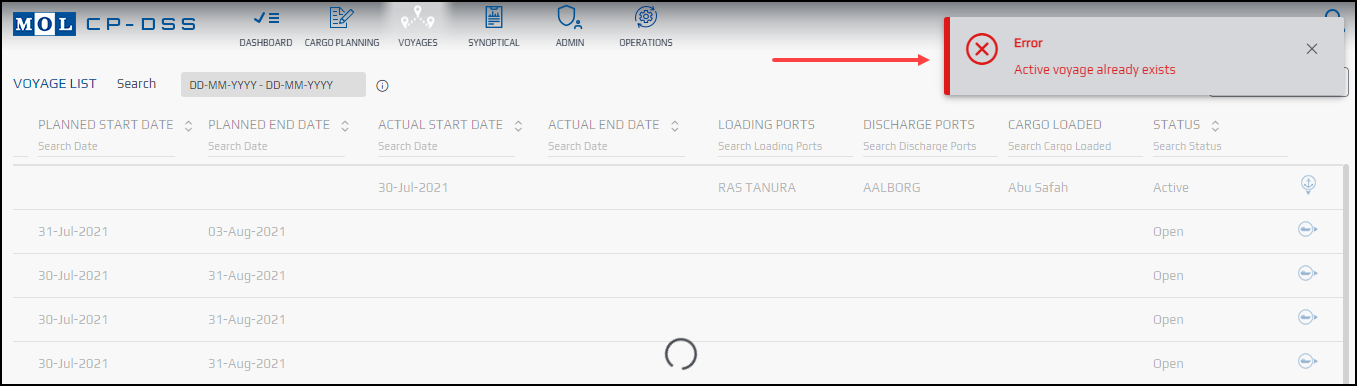 MOL CP-DSS
DASHBOARD CARGO PLANNING VOYAGES SYNOPTICAL ADMIN OPERATIONS
Error
Active voyage already exists
VOYAGE LIST Search DD-MM-YYYY - DD-MM-YYYY
PLANNED START DATE PLANNED END DATE ACTUAL START DATE ACTUAL END DATE LOADING PORTS DISCHARGE PORTS CARGO LOADED STATUS
Search Date Search Date Search Date Search Date Search Loading Ports Search Discharge Ports Search Cargo Loaded Search Status
30-Jul-2021 RAS TANURA AALBORG Abu Safah Active
31-Jul-2021 03-Aug-2021 Open
30-Jul-2021 31-Aug-2021 Open
30-Jul-2021 31-Aug-2021 Open
30-Jul-2021 31-Aug-2021 Open